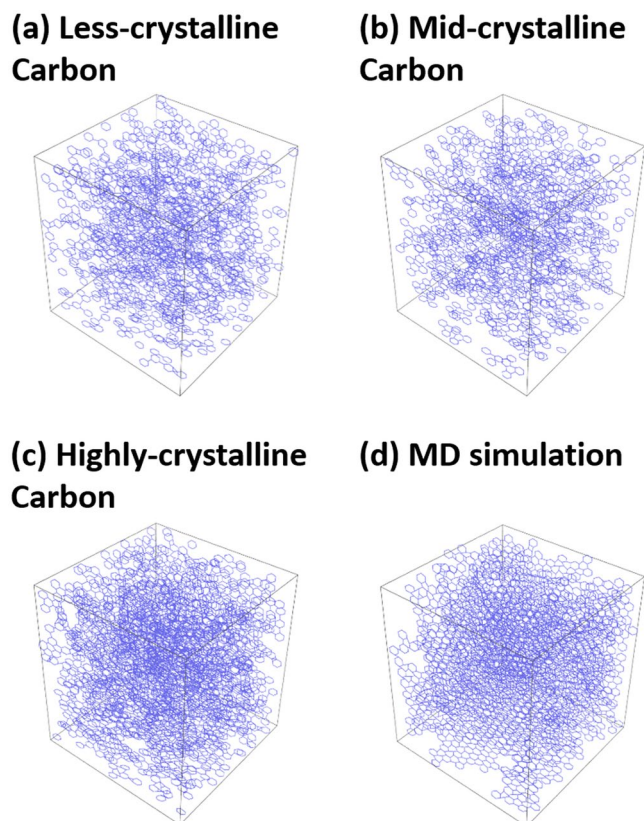 (a) Less-crystalline
Carbon
(b) Mid-crystalline
Carbon
(c) Highly-crystalline
Carbon
(d) MD simulation